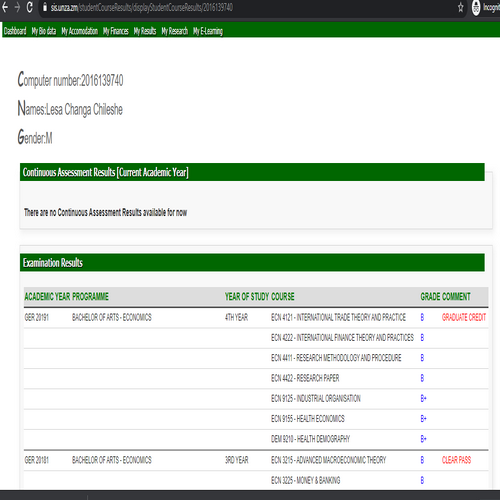 sis.unza.zm/studentCourseResults/displayStudentCourseResults/2016139740
Incognit
Dashboard My Bio data My Accomodation My Finances My Results My Research My E-Learning
Computer number:2016139740
Names:Lesa Changa Chileshe
Gender:M
Continuous Assessment Results [Current Academic Year]
There are no Continuous Assessment Results available for now
Examination Results
ACADEMIC YEAR PROGRAMME YEAR OF STUDY COURSE GRADE COMMENT
GER 20191 BACHELOR OF ARTS - ECONOMICS 4TH YEAR ECN 4121 - INTERNATIONAL TRADE THEORY AND PRACTICE B GRADUATE CREDIT
ECN 4222 - INTERNATIONAL FINANCE THEORY AND PRACTICES B
ECN 4411 - RESEARCH METHODOLOGY AND PROCEDURE B
ECN 4422 - RESEARCH PAPER B
ECN 9125 - INDUSTRIAL ORGANISATION B+
ECN 9155 - HEALTH ECONOMICS B+
DEM 9210 - HEALTH DEMOGRAPHY B+
GER 20181 BACHELOR OF ARTS - ECONOMICS 3RD YEAR ECN 3215 - ADVANCED MACROECONOMIC THEORY B CLEAR PASS
ECN 3225 - MONEY & BANKING B